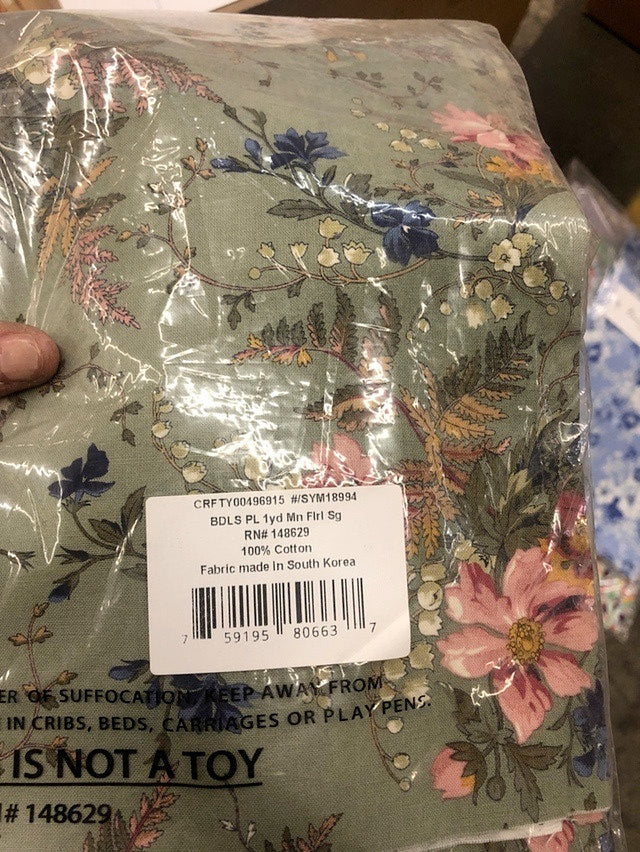 CRFTY00496915 #/SYM18994
BDLS PL 1yd Mn Flrl Sg
RN# 148629
100% Cotton
Fabric made in South Korea
7 59195 80663 7
ER OF SUFFOCATION, KEEP AWAY FROM
IN CRIBS, BEDS, CARRIAGES OR PLAY PENS.
IS NOT A TOY
# 148629